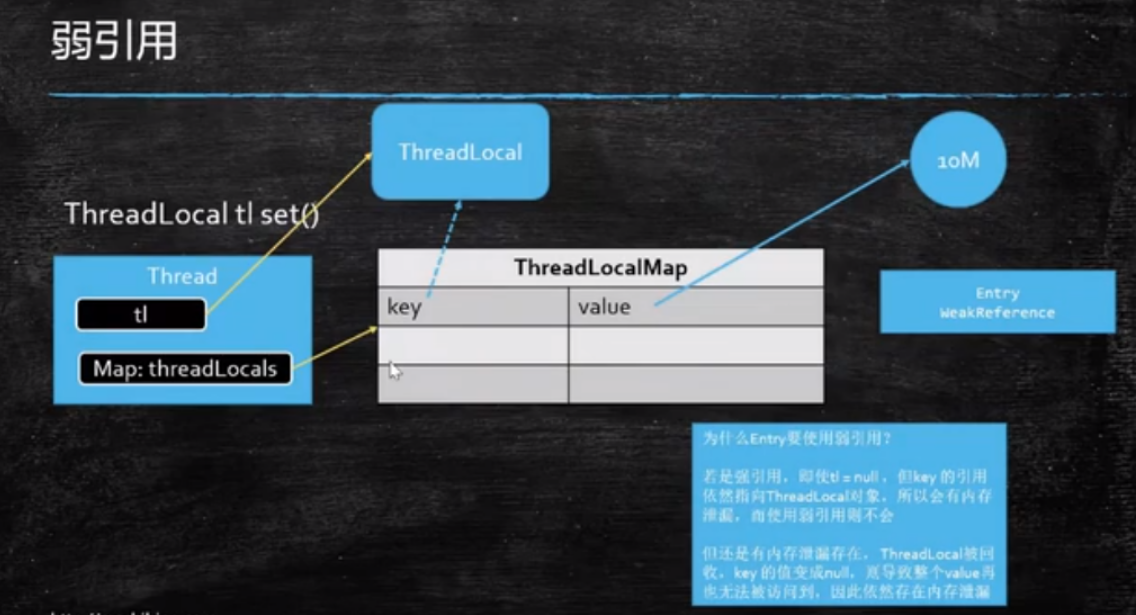 弱引用
ThreadLocal
10M
ThreadLocal tl set()
Thread
tl
Map: threadLocals
ThreadLocalMap
key
value
Entry
WeakReference
为什么Entry要使用弱引用?
若是强引用，即使tl = null，但key 的引用
依然指向ThreadLocal对象，所以会有内存
泄漏，而使用弱引用则不会
但还是有内存泄漏存在，ThreadLocal被回
收，key 的值变成null，则导致整个value再
也无法被访问到，因此依然存在内存泄漏